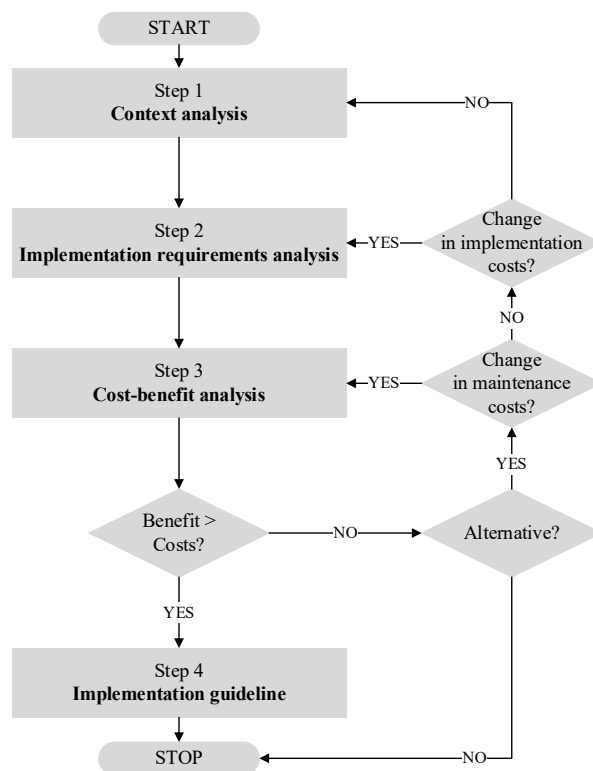 START
Step 1
Context analysis
NO
Step 2
Implementation requirements analysis
YES
Change
in implementation
costs?
NO
Step 3
Cost-benefit analysis
YES
Change
in maintenance
costs?
YES
Benefit >
Costs?
NO
Alternative?
YES
Step 4
Implementation guideline
STOP
NO